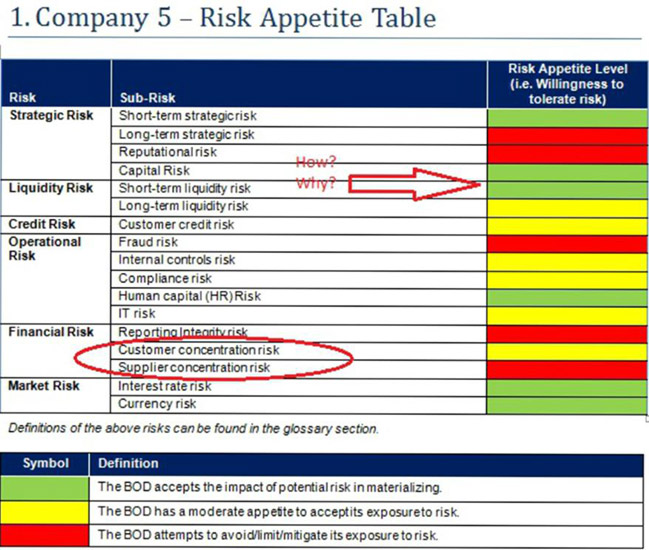 1. Company 5 – Risk Appetite Table
Risk Sub-Risk Risk Appetite Level (i.e. Willingness to tolerate risk)
Strategic Risk Short-term strategic risk
Long-term strategic risk
Reputational risk
How?
Capital Risk
Why?
Liquidity Risk Short-term liquidity risk
Long-term liquidity risk
Credit Risk Customer credit risk
Operational Risk Fraud risk
Internal controls risk
Compliance risk
Human capital (HR) Risk
IT risk
Financial Risk Reporting Integrity risk
Customer concentration risk
Supplier concentration risk
Market Risk Interest rate risk
Currency risk
Definitions of the above risks can be found in the glossary section.
Symbol Definition
The BOD accepts the impact of potential risk in materializing.
The BOD has a moderate appetite to accept its exposure to risk.
The BOD attempts to avoid/limit/mitigate its exposure to risk.